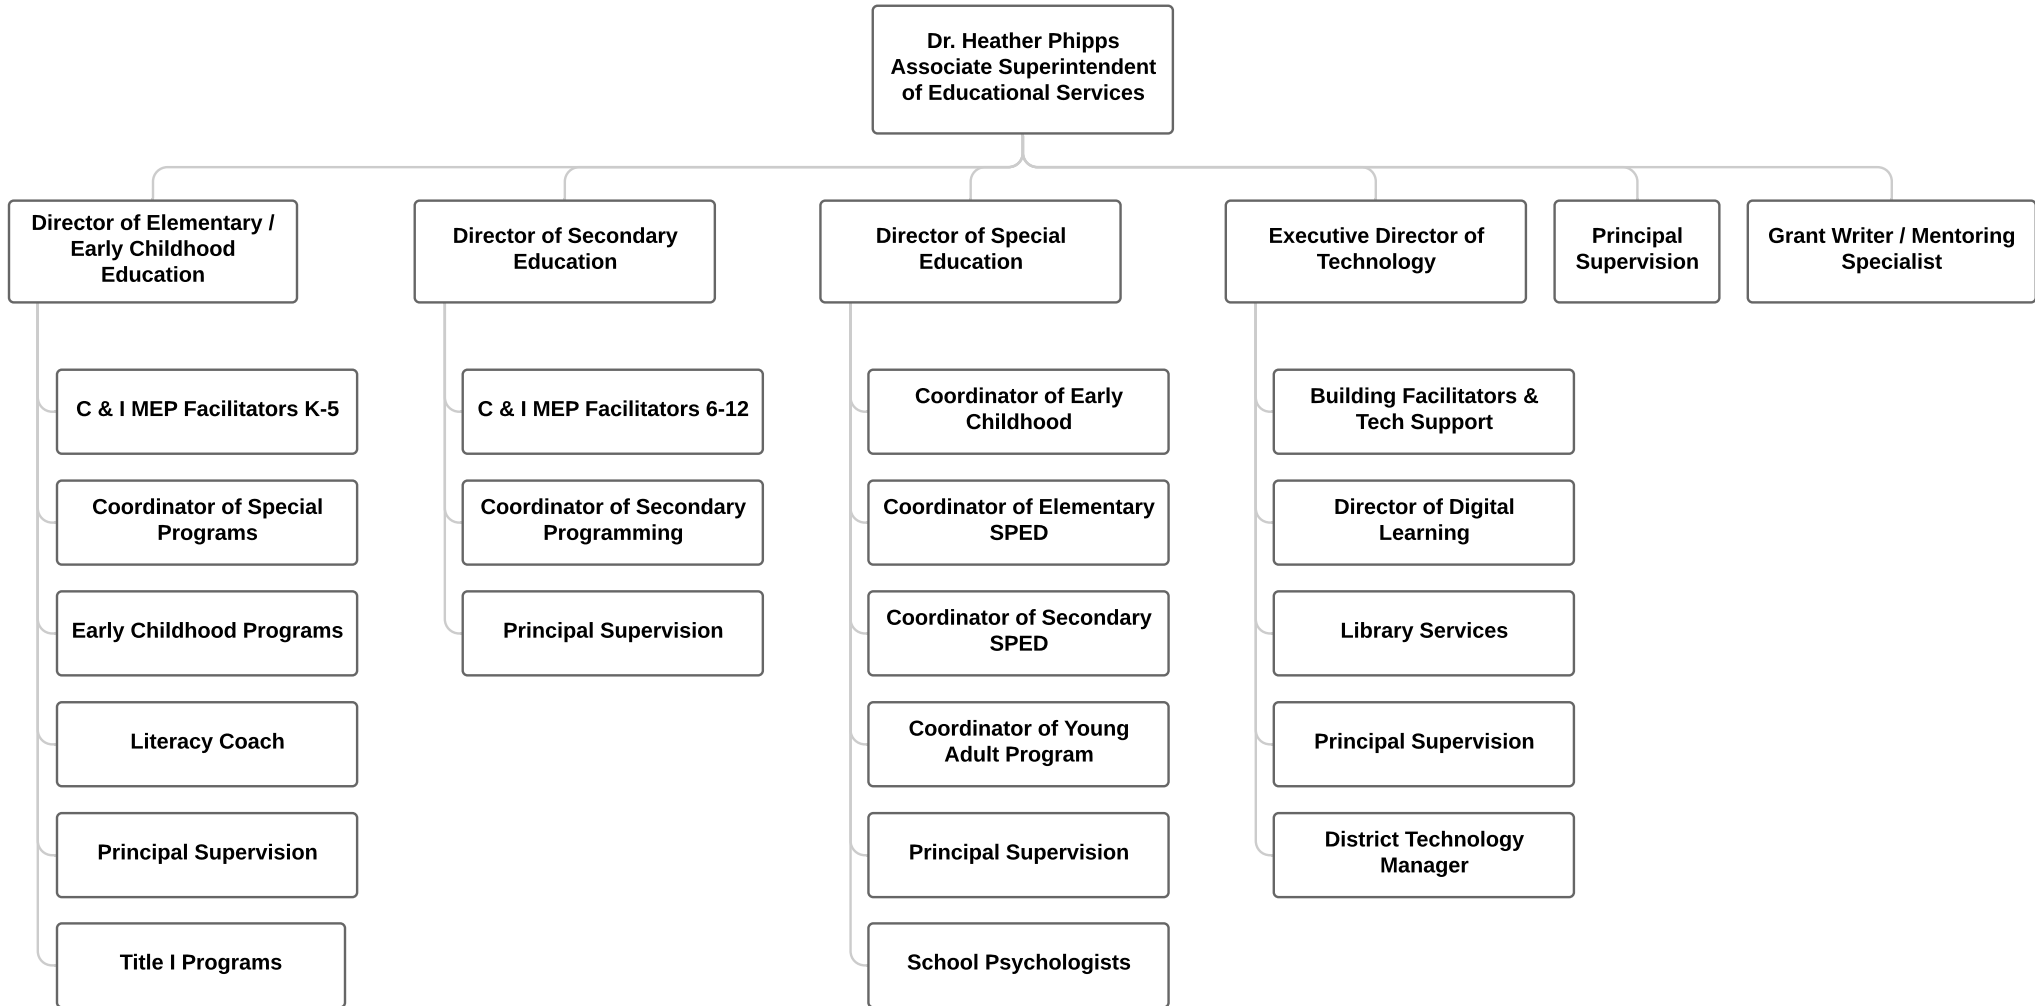 Dr. Heather Phipps
Associate Superintendent
of Educational Services
Director of Elementary /
Early Childhood
Education
Director of Secondary
Education
Director of Special
Education
Executive Director of
Technology
Principal
Supervision
Grant Writer / Mentoring
Specialist
C & I MEP Facilitators K-5
Coordinator of Special
Programs
Early Childhood Programs
Literacy Coach
Principal Supervision
Title I Programs
C & I MEP Facilitators 6-12
Coordinator of Secondary
Programming
Principal Supervision
Coordinator of Early
Childhood
Coordinator of Elementary
SPED
Coordinator of Secondary
SPED
Coordinator of Young
Adult Program
Principal Supervision
School Psychologists
Building Facilitators &
Tech Support
Director of Digital
Learning
Library Services
Principal Supervision
District Technology
Manager